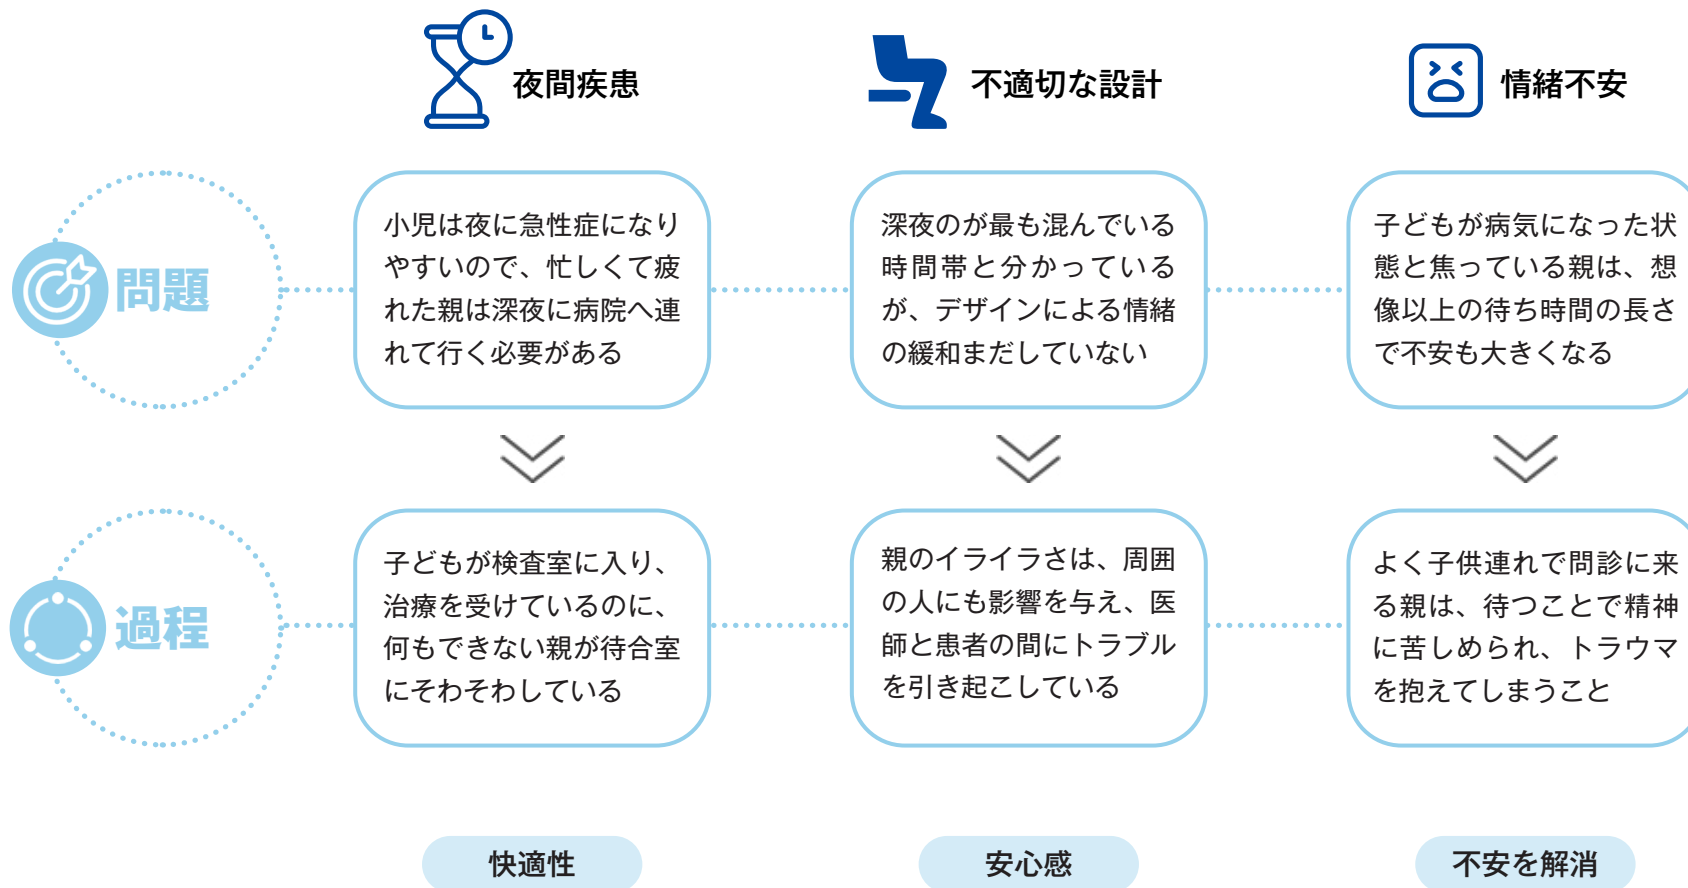 夜間疾患
不適切な設計
情緒不安
問題
小児は夜に急性症になり
やすいので、忙しくて疲
れた親は深夜に病院へ連
れて行く必要がある
深夜のが最も混んでいる
時間帯と分かっている
が、デザインによる情緒
の緩和まだしていない
子どもが病気になった状
態と焦っている親は、想
像以上の待ち時間の長さ
で不安も大きくなる
過程
子どもが検査室に入り、
治療を受けているのに、
何もできない親が待合室
にそわそわしている
親のイライラさは、周囲
の人にも影響を与え、医
師と患者の間にトラブル
を引き起こしている
よく子供連れで問診に来
る親は、待つことで精神
に苦しめられ、トラウマ
を抱えてしまうこと
快適性
安心感
不安を解消